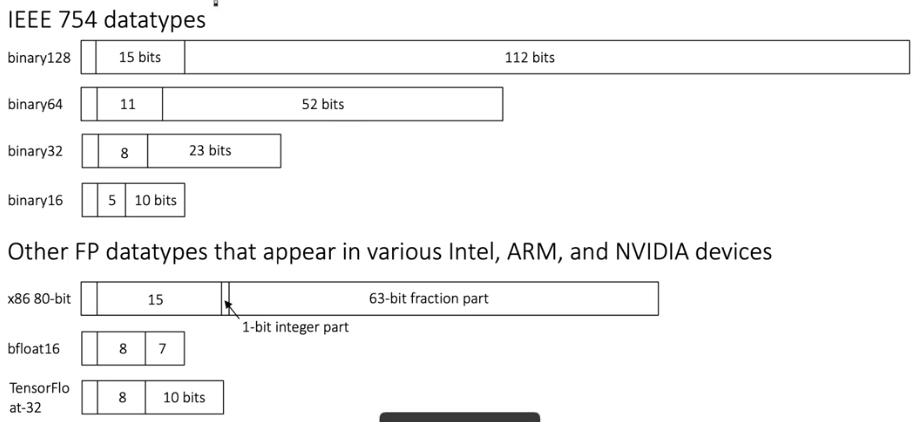 IEEE 754 datatypes
binary128 15 bits 112 bits
binary64 11 52 bits
binary32 8 23 bits
binary16 5 10 bits
Other FP datatypes that appear in various Intel, ARM, and NVIDIA devices
x86 80-bit 15 63-bit fraction part
1-bit integer part
bfloat16 8 7
TensorFlo
at-32 8 10 bits